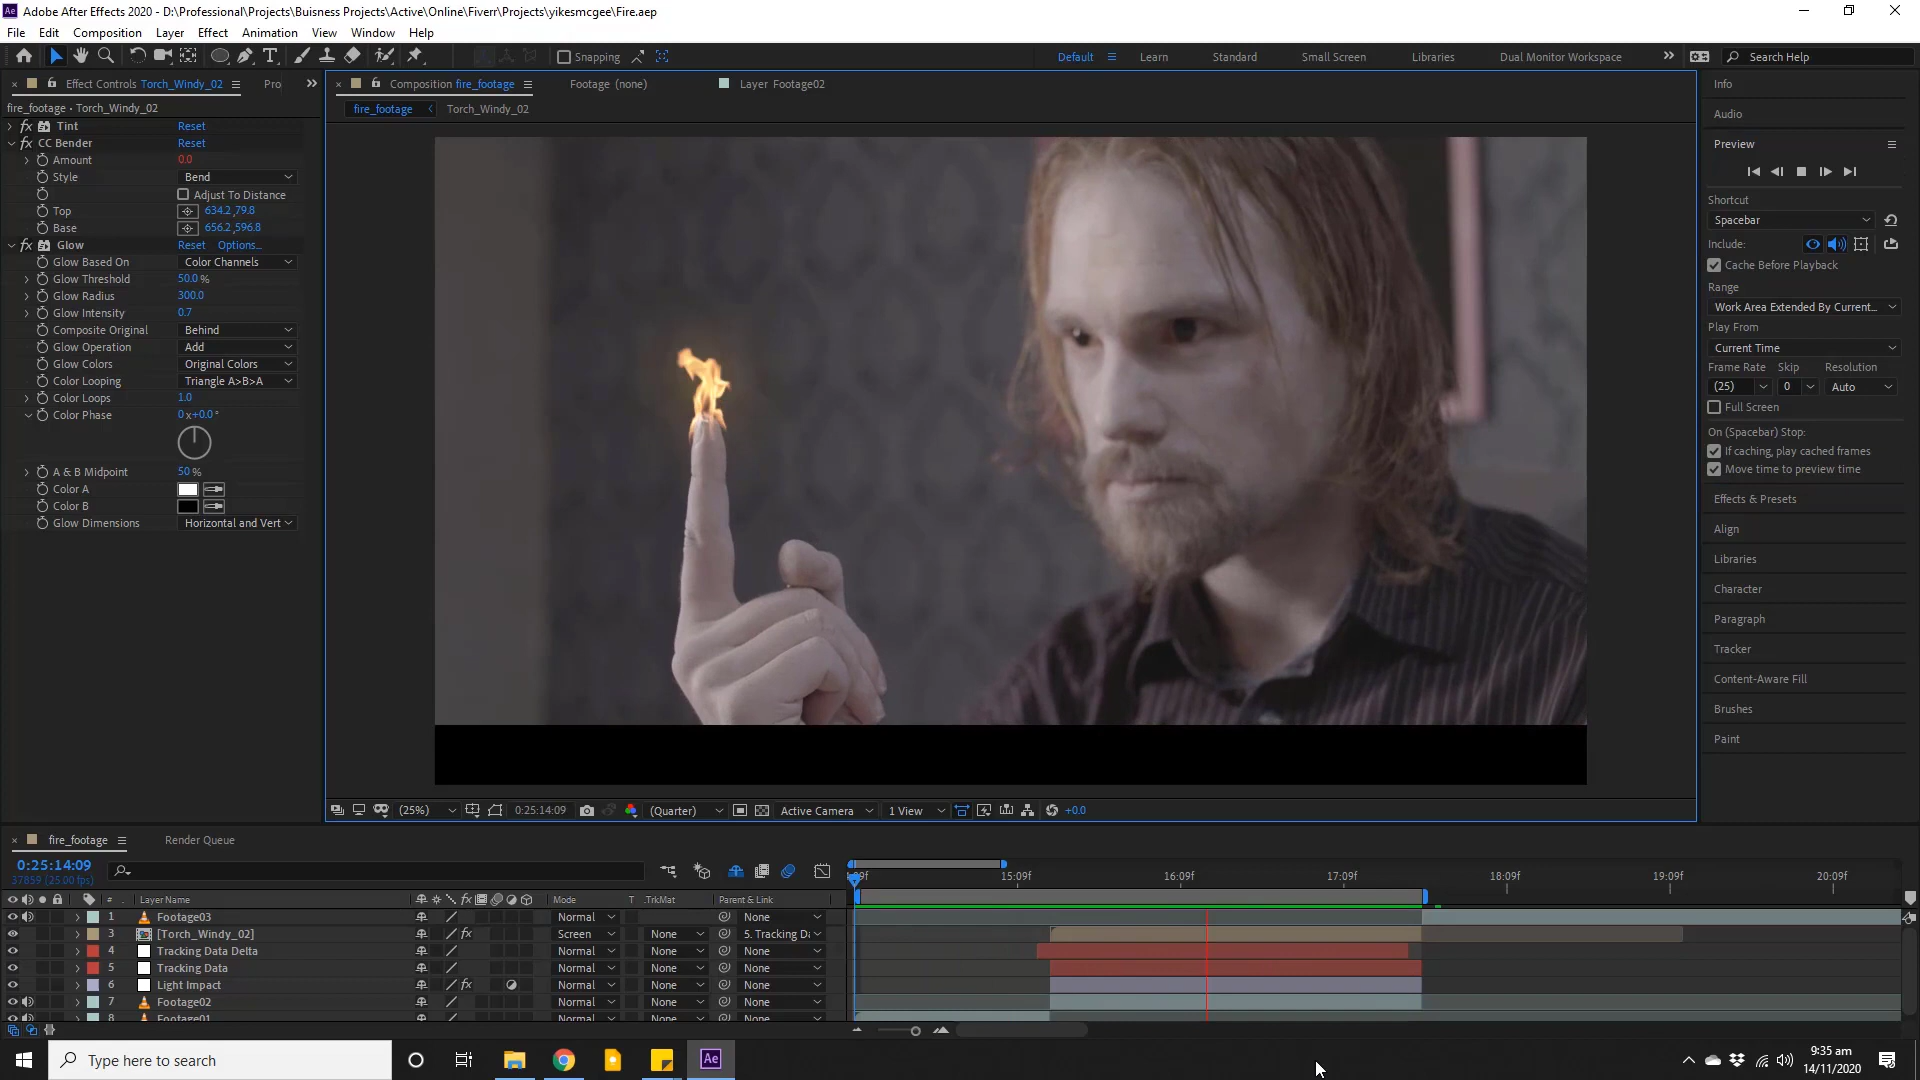 Adobe After Effects 2020 - D:\Professional\Projects\Buisness Projects\Active\Online\Fiverr\Projects\yikesmcgee\Fire.aep
File Edit Composition Layer Effect Animation View Window Help
Snapping
Default Learn Standard Small Screen Libraries Dual Monitor Workspace Search Help
Effect Controls Torch_Windy_02 Pro
fire_footage • Torch_Windy_02
Tint Reset
CC Bender Reset
Amount 0.0
Style Bend
Adjust To Distance
Top 634.2,79.8
Base 656.2,596.8
Glow Reset Options...
Glow Based On Color Channels
Glow Threshold 50.0 %
Glow Radius 300.0
Glow Intensity 0.7
Composite Original Behind
Glow Operation Add
Glow Colors Original Colors
Color Looping Triangle A>B>A
Color Loops 1.0
Color Phase 0 x+0.0 °
A & B Midpoint 50 %
Color A
Color B
Glow Dimensions Horizontal and Vert
Composition fire_footage Footage (none) Layer Footage02
fire_footage Torch_Windy_02
(25%) 0:25:14:09 (Quarter) Active Camera 1 View +0.0
Info
Audio
Preview
Shortcut
Spacebar
Include:
Cache Before Playback
Range
Work Area Extended By Current...
Play From
Current Time
Frame Rate Skip Resolution
(25) 0 Auto
Full Screen
On (Spacebar) Stop:
If caching, play cached frames
Move time to preview time
Effects & Presets
Align
Libraries
Character
Paragraph
Tracker
Content-Aware Fill
Brushes
Paint
fire_footage Render Queue
0:25:14:09
37859 (25.00 fps)
15:09f 16:09f 17:09f 18:09f 19:09f 20:09f
# Layer Name Mode T .TrkMat Parent & Link
1 Footage03 Normal None
3 [Torch_Windy_02] Screen None 5. Tracking Da
4 Tracking Data Delta Normal None None
5 Tracking Data Normal None None
6 Light Impact Normal None None
7 Footage02 Normal None None
8 Footage01 Normal None None
Type here to search
Ae
9:35 am
14/11/2020